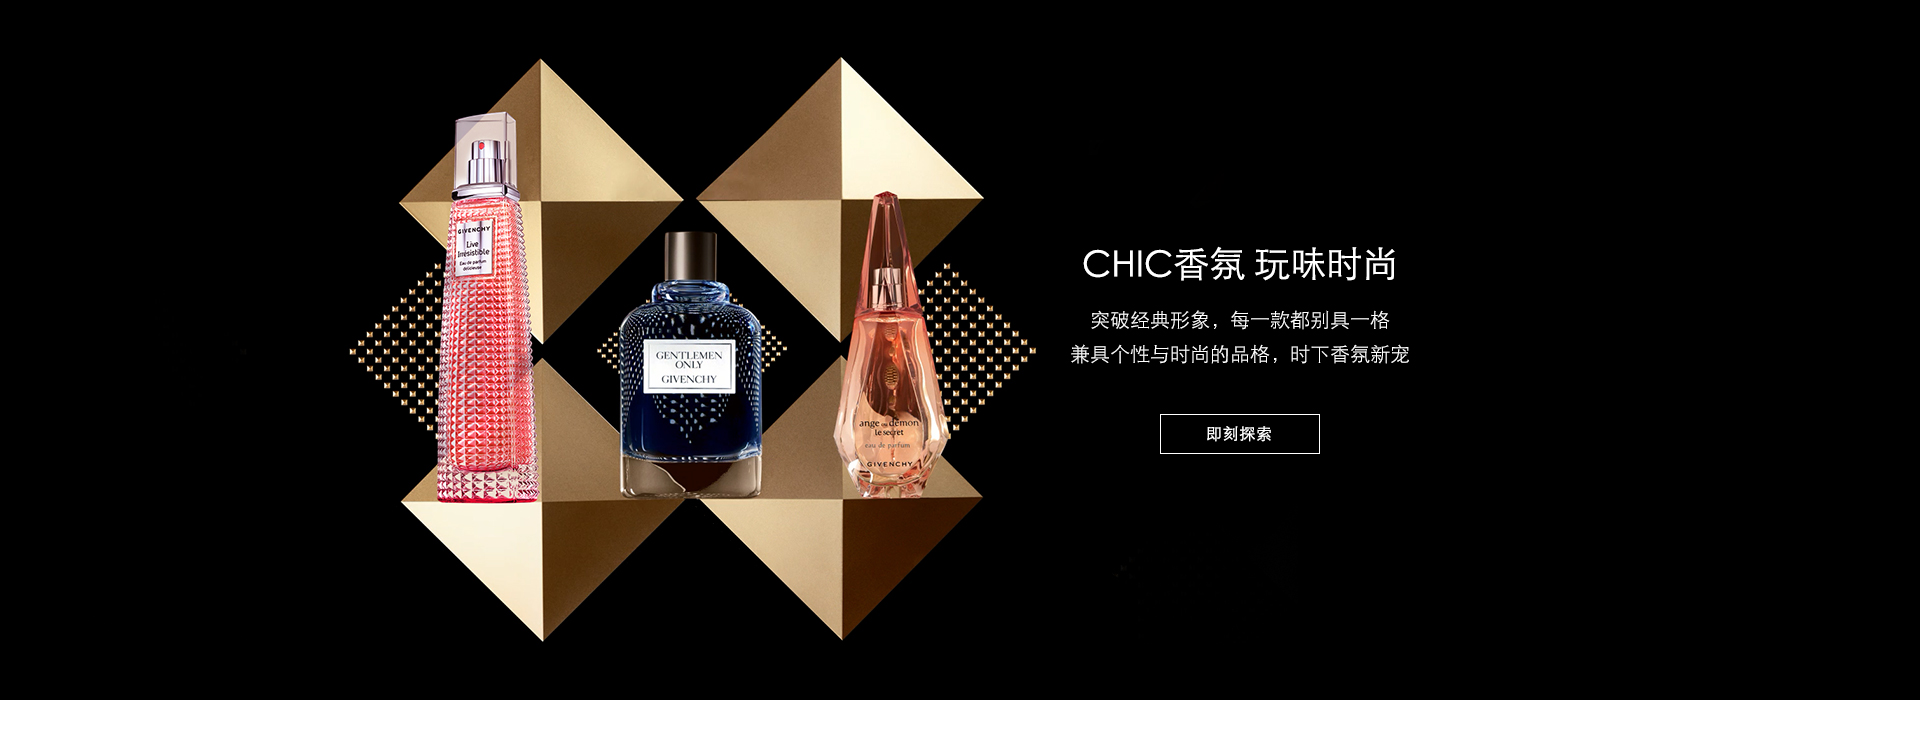 GIVENCHY
Live
Irrésistible
Eau de parfum
délicieuse
GENTLEMEN
ONLY
GIVENCHY
ange ou démon
le secret
eau de parfum
GIVENCHY
CHIC香氛 玩味时尚
突破经典形象，每一款都别具一格
兼具个性与时尚的品格，时下香氛新宠
即刻探索